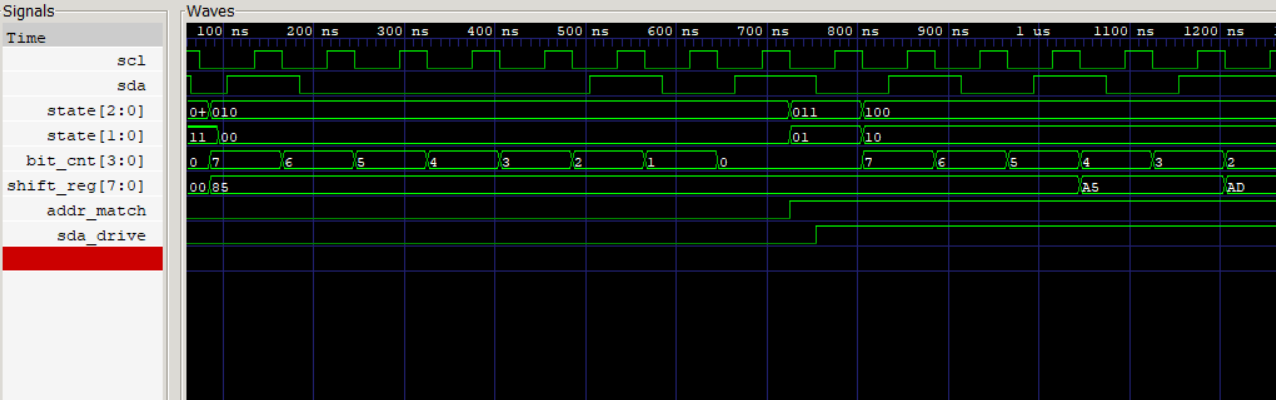 Signals Waves
Time 100 ns 200 ns 300 ns 400 ns 500 ns 600 ns 700 ns 800 ns 900 ns 1 us 1100 ns 1200 ns
scl
sda
state[2:0] 0+ 010 011 100
state[1:0] 11 00 01 10
bit_cnt[3:0] 0 7 6 5 4 3 2 1 0 7 6 5 4 3 2
shift_reg[7:0] 00 85 A5 AD
addr_match
sda_drive